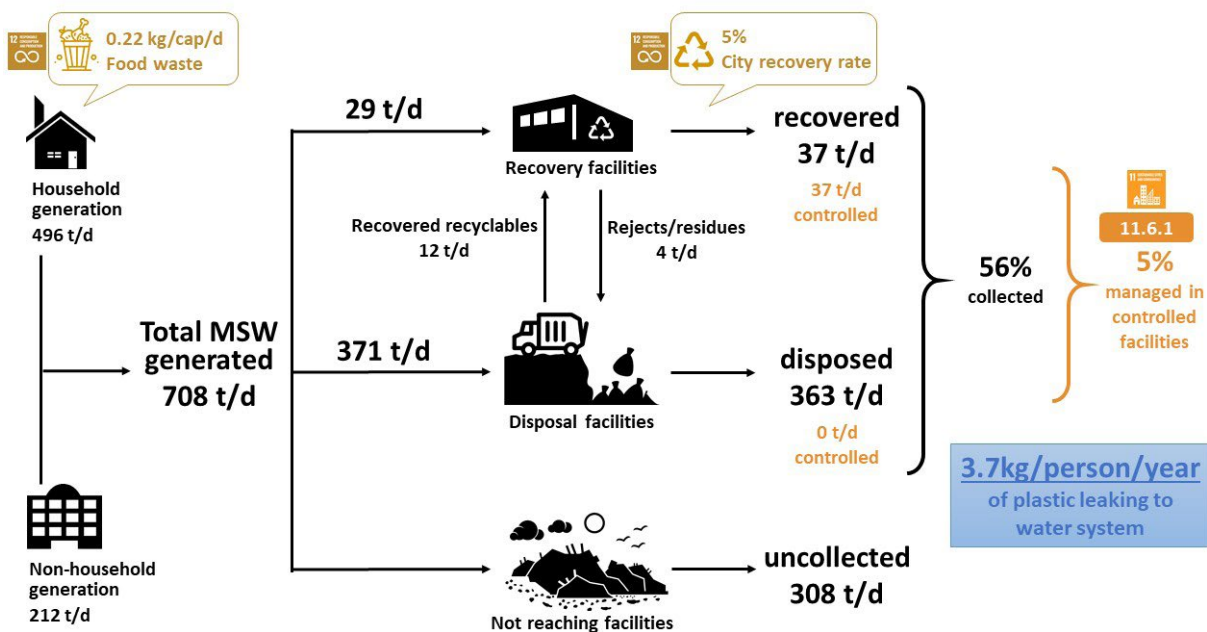 0.22 kg/cap/d
Food waste
5%
City recovery rate
Household
generation
496 t/d
Non-household
generation
212 t/d
Total MSW
generated
708 t/d
29 t/d
Recovery facilities
recovered
37 t/d
37 t/d
controlled
Recovered recyclables
12 t/d
Rejects/residues
4 t/d
371 t/d
Disposal facilities
disposed
363 t/d
0 t/d
controlled
Not reaching facilities
uncollected
308 t/d
56%
collected
11.6.1
5%
managed in
controlled
facilities
3.7kg/person/year
of plastic leaking to
water system